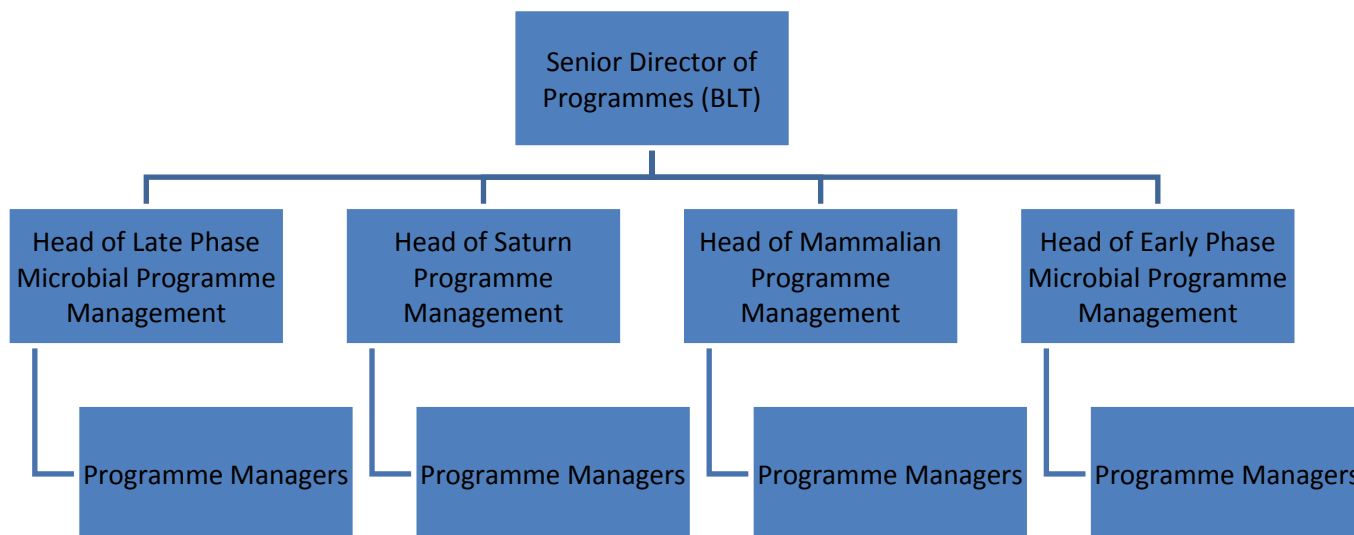 Senior Director of
Programmes (BLT)
Head of Late Phase
Microbial Programme
Management
Head of Saturn
Programme
Management
Head of Mammalian
Programme
Management
Head of Early Phase
Microbial Programme
Management
Programme Managers
Programme Managers
Programme Managers
Programme Managers